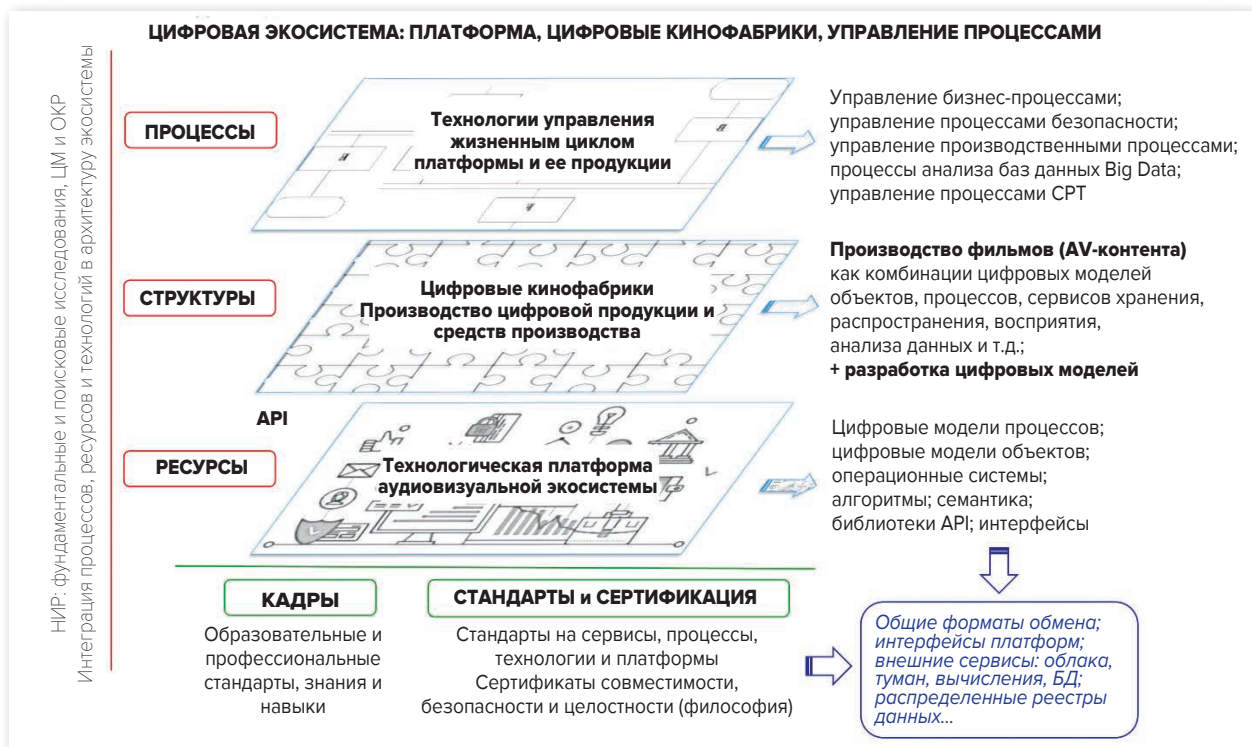 ЦИФРОВАЯ ЭКОСИСТЕМА: ПЛАТФОРМА, ЦИФРОВЫЕ КИНОФАБРИКИ, УПРАВЛЕНИЕ ПРОЦЕССАМИ
НИР: фундаментальные и поисковые исследования, ЦМ и ОКР
Интеграция процессов, ресурсов и технологий в архитектуру экосистемы
ПРОЦЕССЫ
Технологии управления
жизненным циклом
платформы и ее продукции
Управление бизнес-процессами;
управление процессами безопасности;
управление производственными процессами;
процессы анализа баз данных Big Data;
управление процессами СРТ
СТРУКТУРЫ
Цифровые кинофабрики
Производство цифровой продукции и
средств производства
Производство фильмов (AV-контента)
как комбинации цифровых моделей
объектов, процессов, сервисов хранения,
распространения, восприятия,
анализа данных и т.д.;
+ разработка цифровых моделей
API
РЕСУРСЫ
Технологическая платформа
аудиовизуальной экосистемы
Цифровые модели процессов;
цифровые модели объектов;
операционные системы;
алгоритмы; семантика;
библиотеки API; интерфейсы
КАДРЫ
Образовательные и
профессиональные
стандарты, знания и
навыки
СТАНДАРТЫ и СЕРТИФИКАЦИЯ
Стандарты на сервисы, процессы,
технологии и платформы
Сертификаты совместимости,
безопасности и целостности (философия)
Общие форматы обмена;
интерфейсы платформ;
внешние сервисы: облака,
туман, вычисления, БД;
распределенные реестры
данных...